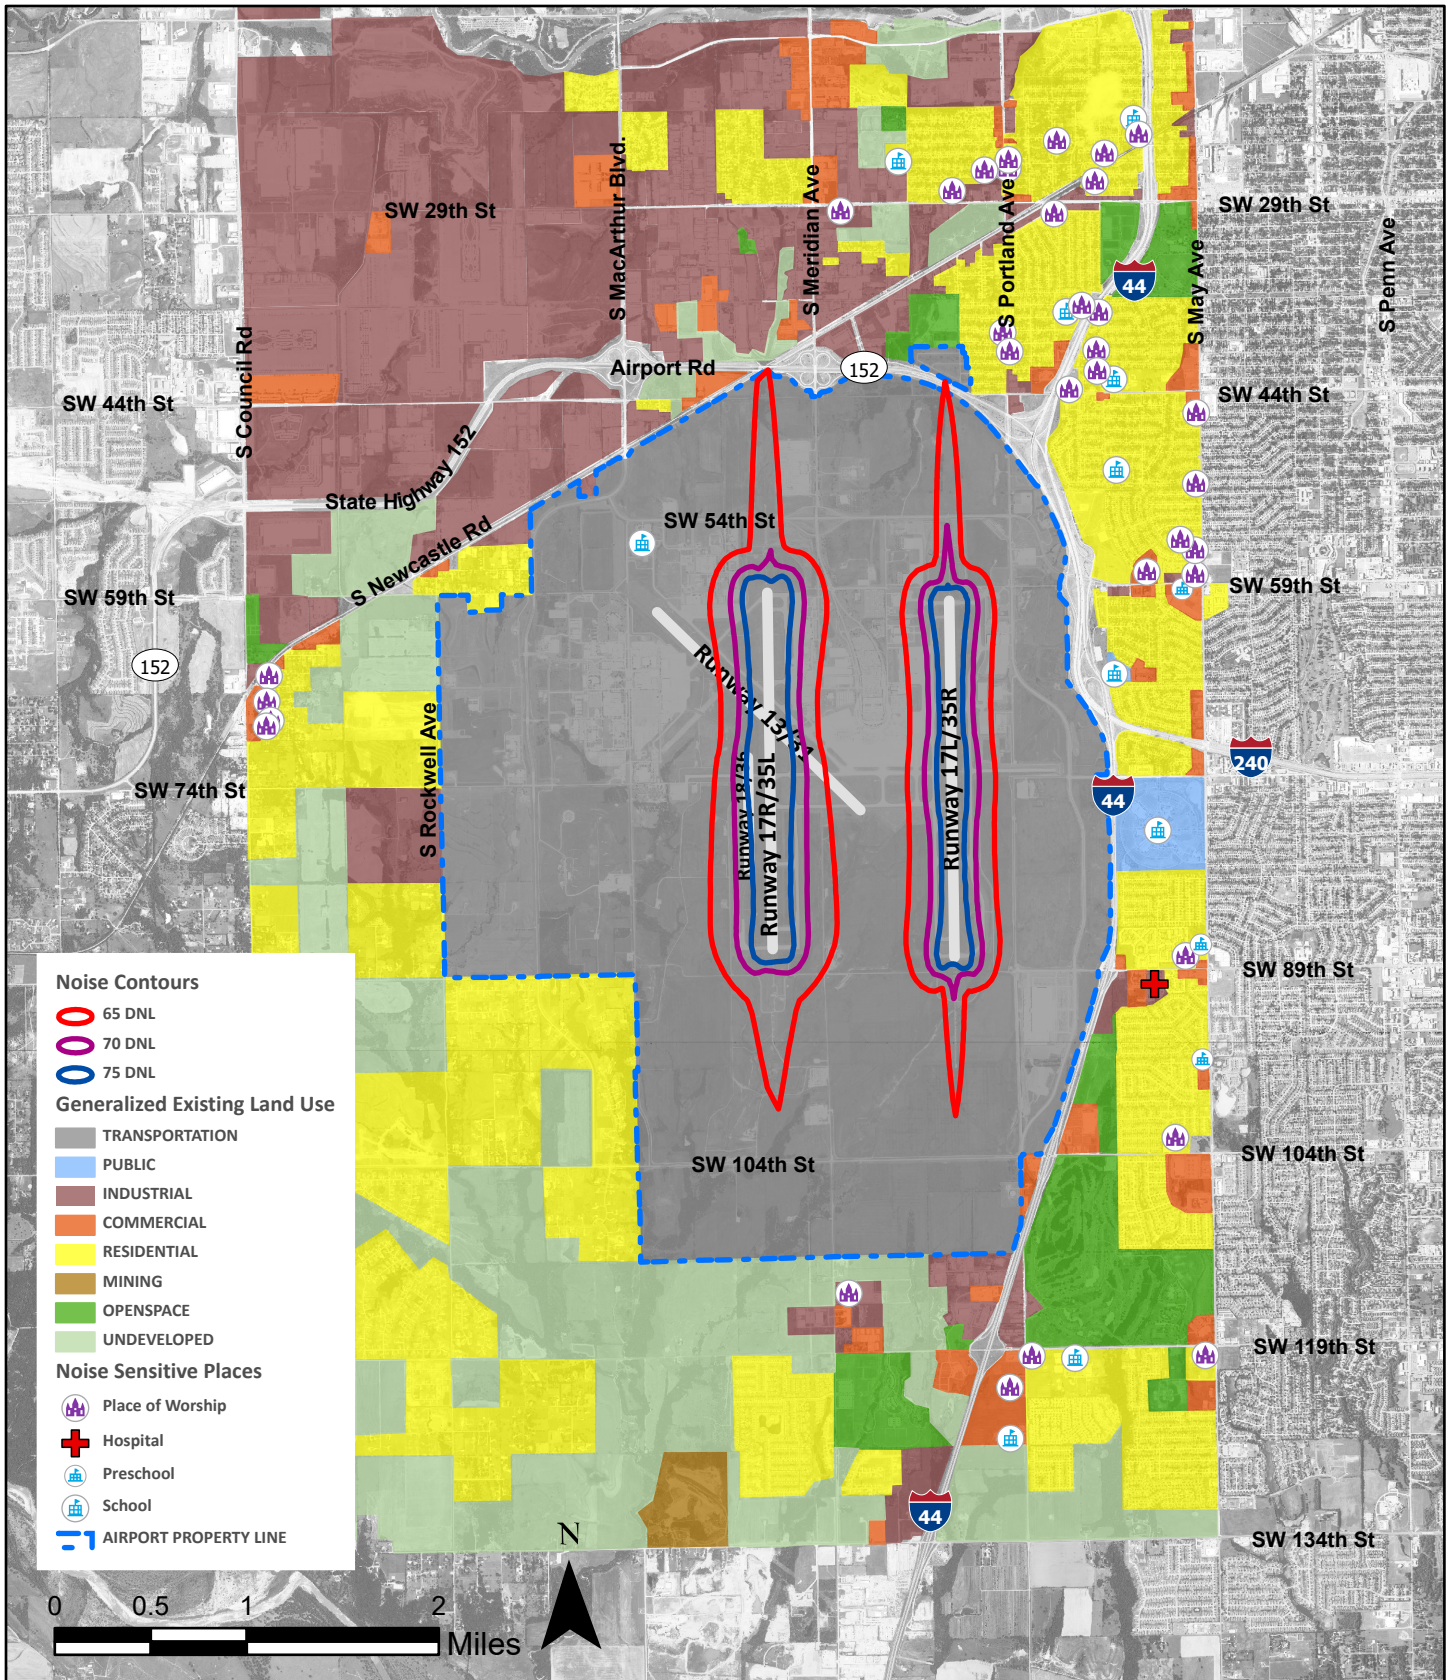 SW 29th St
SW 29th St
S MacArthur Blvd.
S Meridian Ave
S Portland Ave
S May Ave
S Penn Ave
44
S Council Rd
Airport Rd
152
SW 44th St
SW 44th St
State Highway 152
SW 54th St
S Newcastle Rd
SW 59th St
SW 59th St
152
Runway 13/31
Runway 18/36
Runway 17R/35L
Runway 17L/35R
S Rockwell Ave
240
44
SW 74th St
SW 89th St
SW 104th St
SW 104th St
SW 119th St
44
SW 134th St
Noise Contours
65 DNL
70 DNL
75 DNL
Generalized Existing Land Use
TRANSPORTATION
PUBLIC
INDUSTRIAL
COMMERCIAL
RESIDENTIAL
MINING
OPENSPACE
UNDEVELOPED
Noise Sensitive Places
Place of Worship
Hospital
Preschool
School
AIRPORT PROPERTY LINE
N
0 0.5 1 2
Miles